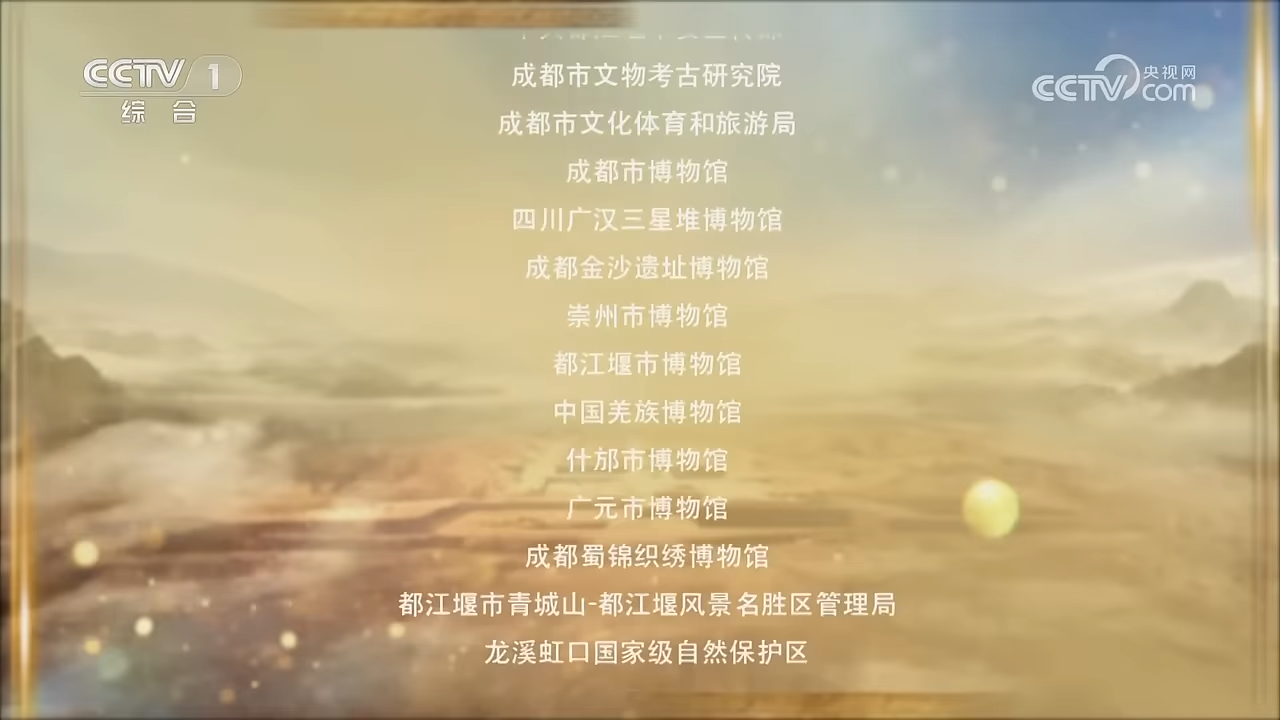 CCTV 1
综合
央视网
CCTV.com
成都市文物考古研究院
成都市文化体育和旅游局
成都市博物馆
四川广汉三星堆博物馆
成都金沙遗址博物馆
崇州市博物馆
都江堰市博物馆
中国羌族博物馆
什邡市博物馆
广元市博物馆
成都蜀锦织绣博物馆
都江堰市青城山-都江堰风景名胜区管理局
龙溪虹口国家级自然保护区